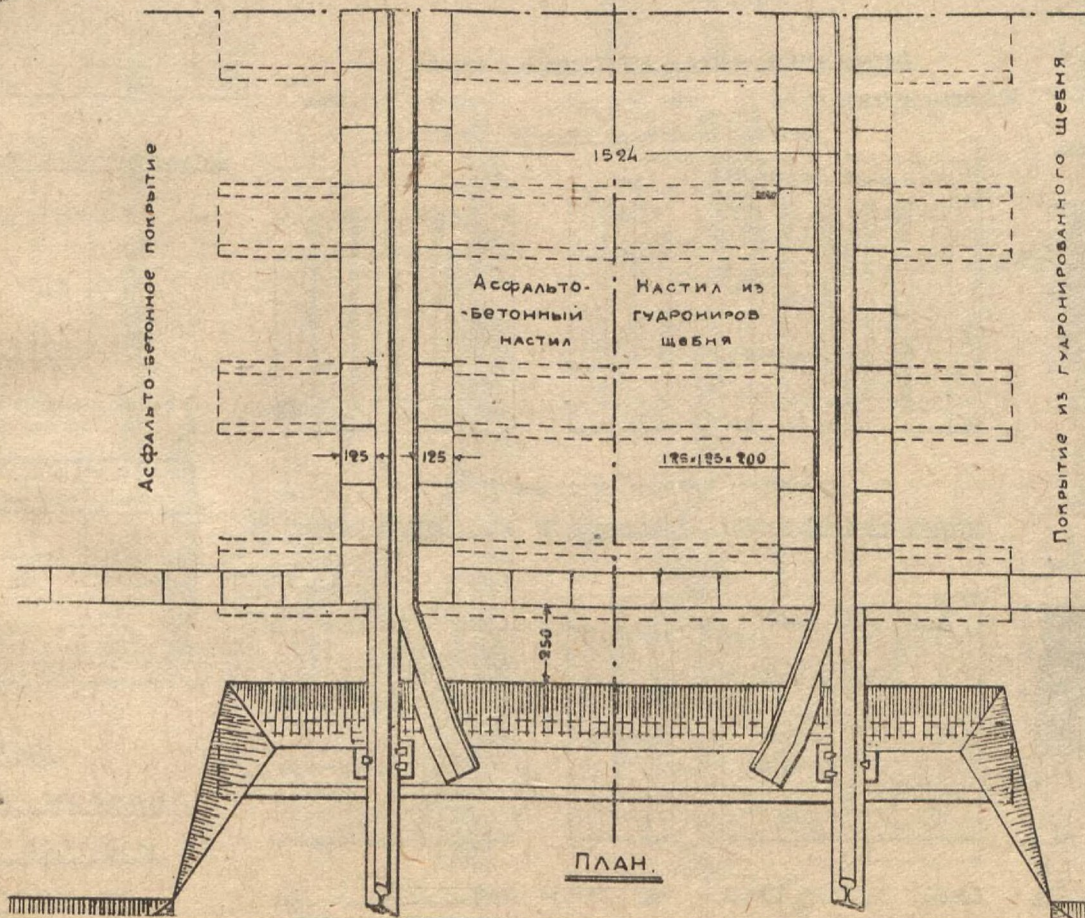 Асфальто-бетонное покрытие
1524
Покрытие из гудронированного щебня
Асфальто-
-бетонный
настил
Настил из
гудрониров
щебня
125
125
125×125×200
250
План.